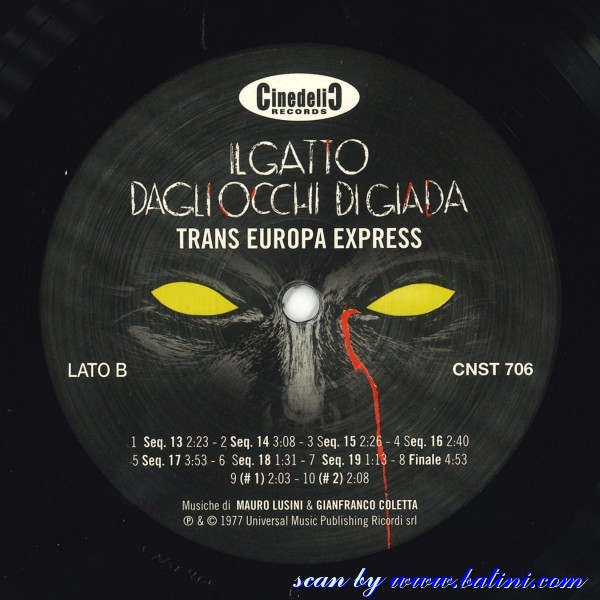 CinedeliC
RECORDS
IL GATTO
DAGLI OCCHI DI GIADA
TRANS EUROPA EXPRESS
LATO B
CNST 706
1 Seq. 13 2:23 - 2 Seq. 14 3:08 - 3 Seq. 15 2:26 - 4 Seq. 16 2:40
5 Seq. 17 3:53 - 6 Seq. 18 1:31 - 7 Seq. 19 1:13 - 8 Finale 4:53
9 (# 1) 2:03 - 10 (# 2) 2:08
Musiche di MAURO LUSINI & GIANFRANCO COLETTA
℗ & © 1977 Universal Music Publishing Ricordi srl
scan by www.batini.com